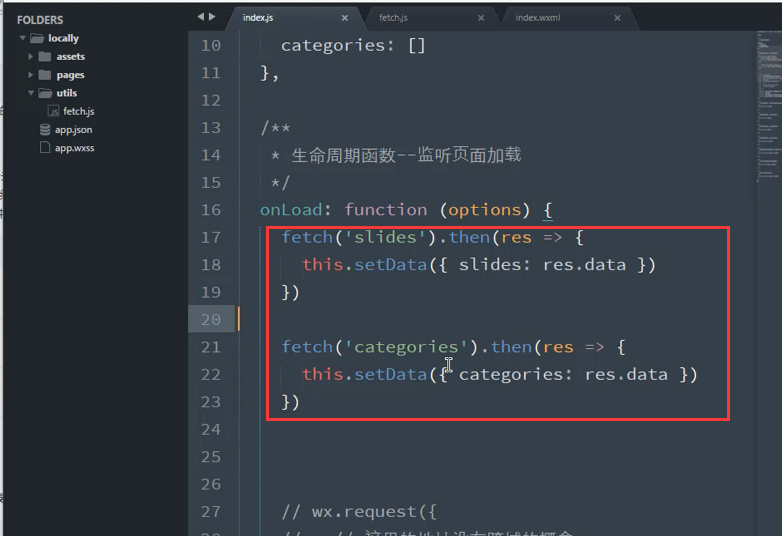 FOLDERS
locally
assets
pages
utils
fetch.js
app.json
app.wxss
index.js
fetch.js
index.wxml
10 categories: []
11 },
12
13 /**
14 * 生命周期函数--监听页面加载
15 */
16 onLoad: function (options) {
17 fetch('slides').then(res => {
18 this.setData({ slides: res.data })
19 })
20
21 fetch('categories').then(res => {
22 this.setData({ categories: res.data })
23 })
24
25
26
27 // wx.request({